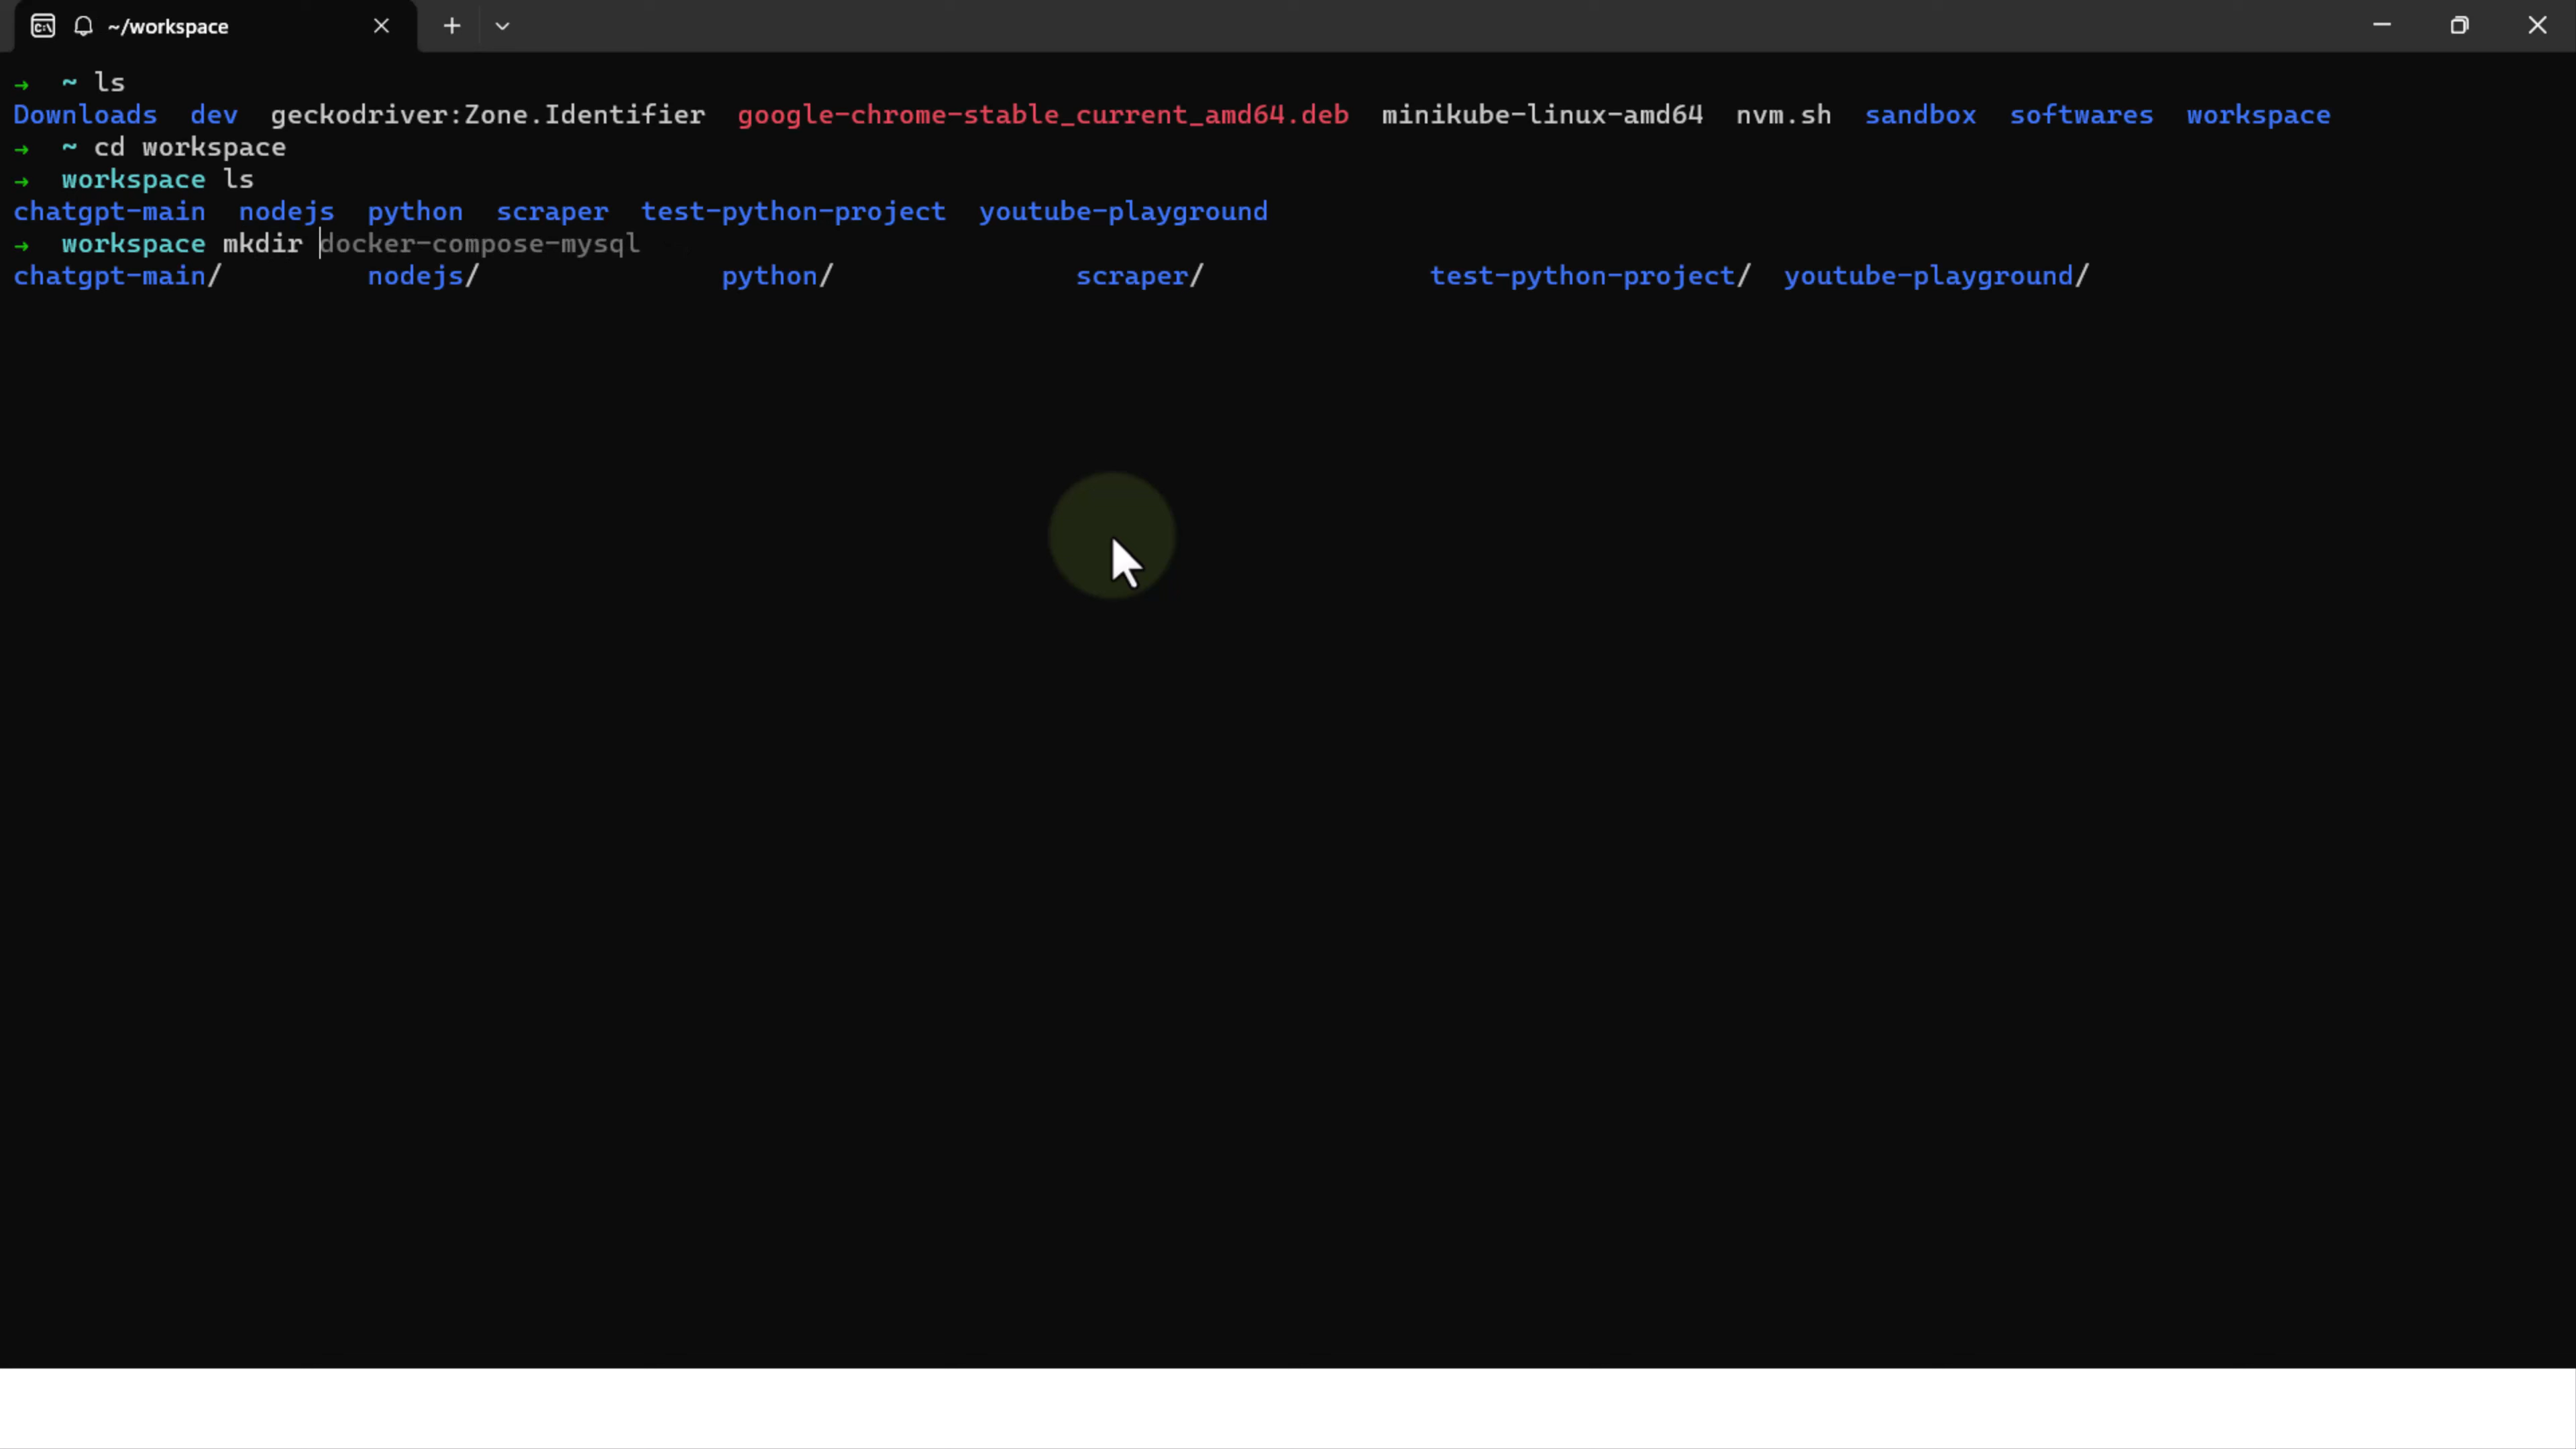 ~/workspace
→ ~ ls
Downloads dev geckodriver:Zone.Identifier google-chrome-stable_current_amd64.deb minikube-linux-amd64 nvm.sh sandbox softwares workspace
→ ~ cd workspace
→ workspace ls
chatgpt-main nodejs python scraper test-python-project youtube-playground
→ workspace mkdir docker-compose-mysql
chatgpt-main/ nodejs/ python/ scraper/ test-python-project/ youtube-playground/